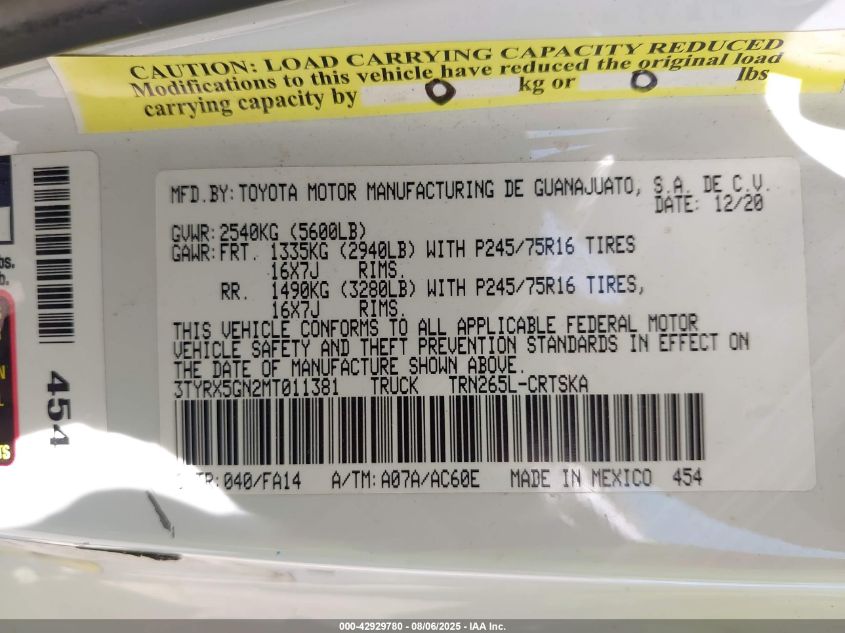 CAUTION: LOAD CARRYING CAPACITY REDUCED
Modifications to this vehicle have reduced the original load
carrying capacity by 0 kg or 0 lbs
MFD.BY: TOYOTA MOTOR MANUFACTURING DE GUANAJUATO, S.A. DE C.V.
DATE: 12/20
GVWR: 2540KG (5600LB)
GAWR: FRT. 1335KG (2940LB) WITH P245/75R16 TIRES
16X7J RIMS.
RR. 1490KG (3280LB) WITH P245/75R16 TIRES,
16X7J RIMS.
THIS VEHICLE CONFORMS TO ALL APPLICABLE FEDERAL MOTOR
VEHICLE SAFETY AND THEFT PREVENTION STANDARDS IN EFFECT ON
THE DATE OF MANUFACTURE SHOWN ABOVE.
3TYRX5GN2MT011381 TRUCK TRN265L-CRTSKA
TR: 040/FA14 A/TM: A07A/AC60E MADE IN MEXICO 454
454
000-42929780 - 08/06/2025 - IAA Inc.